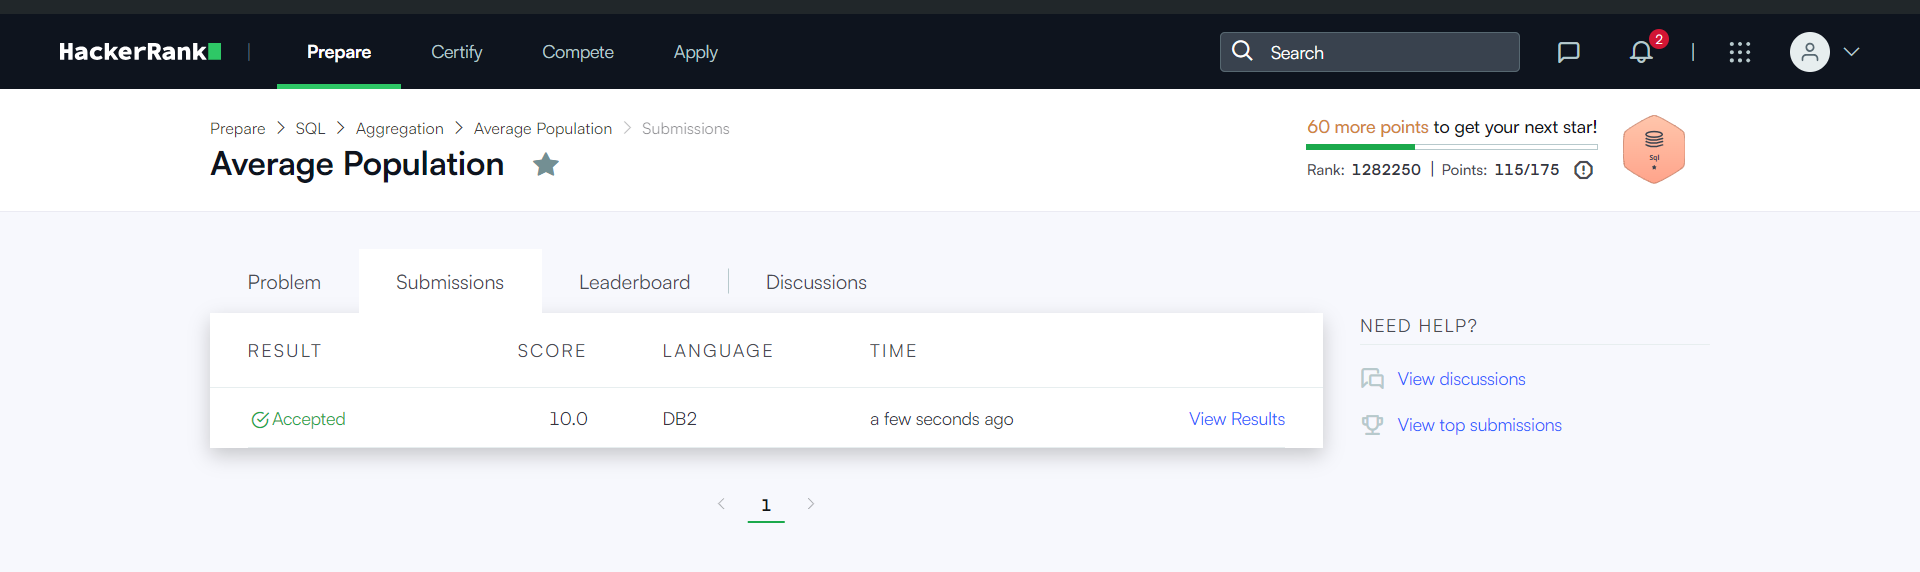 HackerRank | Prepare Certify Compete Apply Search 2 |
Prepare > SQL > Aggregation > Average Population > Submissions
60 more points to get your next star!
Average Population
Rank: 1282250 | Points: 115/175
Sql
Problem Submissions Leaderboard Discussions
NEED HELP?
RESULT SCORE LANGUAGE TIME
View discussions
Accepted 10.0 DB2 a few seconds ago View Results
View top submissions
1